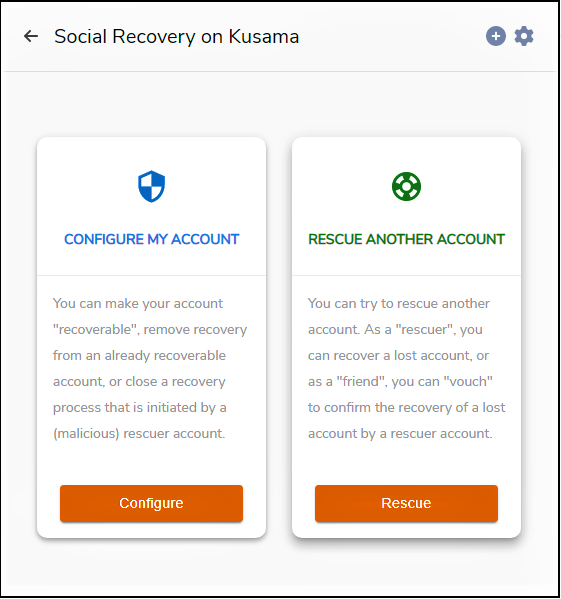 Social Recovery on Kusama
CONFIGURE MY ACCOUNT
You can make your account
"recoverable", remove recovery
from an already recoverable
account, or close a recovery
process that is initiated by a
(malicious) rescuer account.
Configure
RESCUE ANOTHER ACCOUNT
You can try to rescue another
account. As a "rescuer", you
can recover a lost account, or
as a "friend", you can "vouch"
to confirm the recovery of a lost
account by a rescuer account.
Rescue